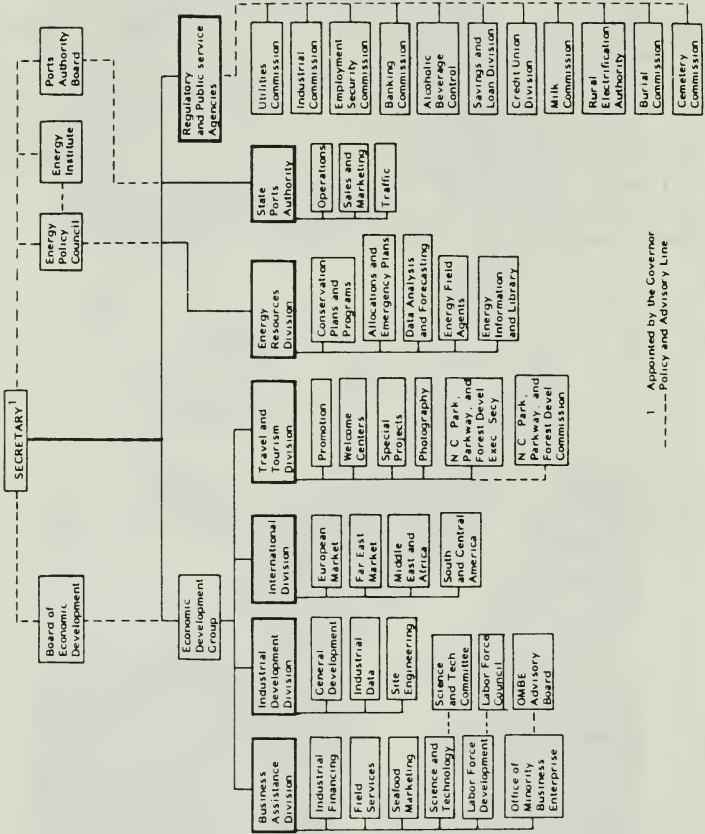 SECRETARY 1
Board of
Economic
Development
Energy
Policy
Council
Energy
Institute
Ports
Authority
Board
Economic
Development
Group
Regulatory
and Public service
Agencies
Business
Assistance
Division
Industrial
Development
Division
International
Division
Travel and
Tourism
Division
Energy
Resources
Division
State
Ports
Authority
Industrial
Financing
Field
Services
Seafood
Marketing
Science and
Technology
Labor Force
Development
Office of
Minority
Business
Enterprise
Science
and Tech
Committee
Labor Force
Council
OMBE
Advisory
Board
General
Development
Industrial
Data
Site
Engineering
European
Market
Far East
Market
Middle
East and
Africa
South
and Central
America
Promotion
Welcome
Centers
Special
Projects
Photography
N C Park,
Parkway, and
Forest Devel
Exec Secy
N C Park,
Parkway, and
Forest Devel
Commission
Conservation
Plans and
Programs
Allocations and
Emergency Plans
Data Analysis
and Forecasting
Energy Field
Agents
Energy
Information
and Library
Operations
Sales and
Marketing
Traffic
Utilities
Commission
Industrial
Commission
Employment
Security
Commission
Banking
Commission
Alcoholic
Beverage
Control
Savings and
Loan Division
Credit Union
Division
Milk
Commission
Rural
Electrification
Authority
Burial
Commission
Cemetery
Commission
1 Appointed by the Governor
----- Policy and Advisory Line